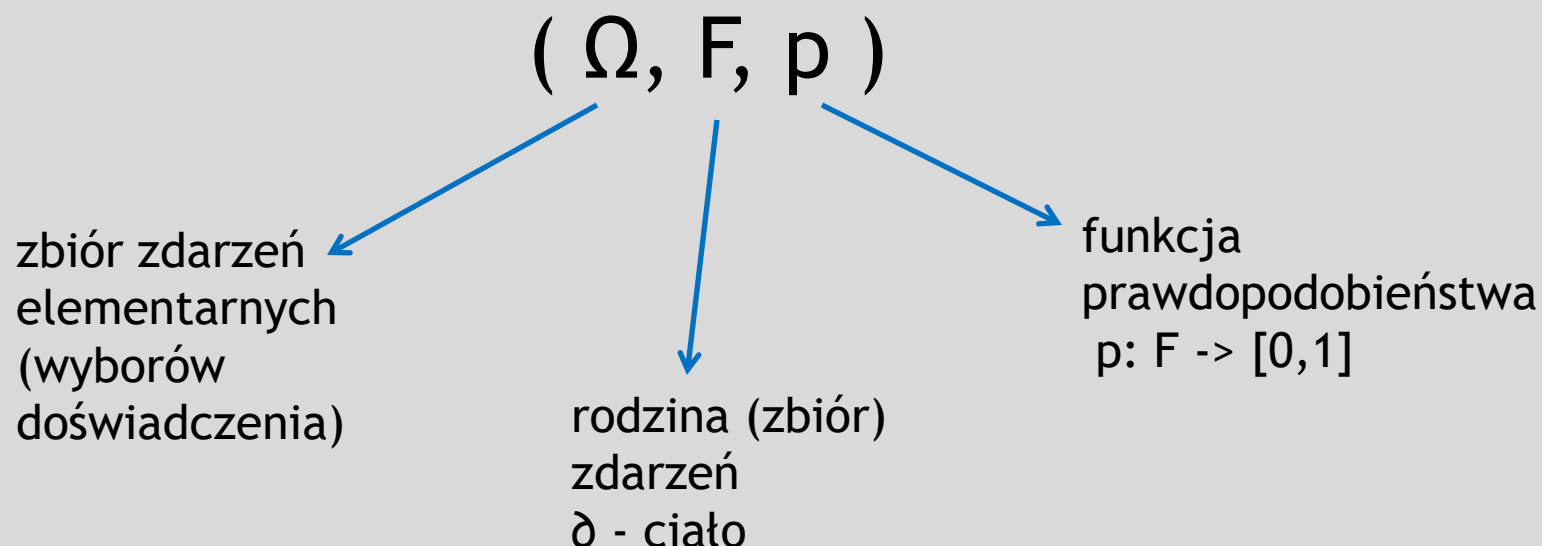 ( Ω, F, p )
zbiór zdarzeń
elementarnych
(wyborów
doświadczenia)
rodzina (zbiór)
zdarzeń
∂ - ciało
funkcja
prawdopodobieństwa
p: F -> [0,1]